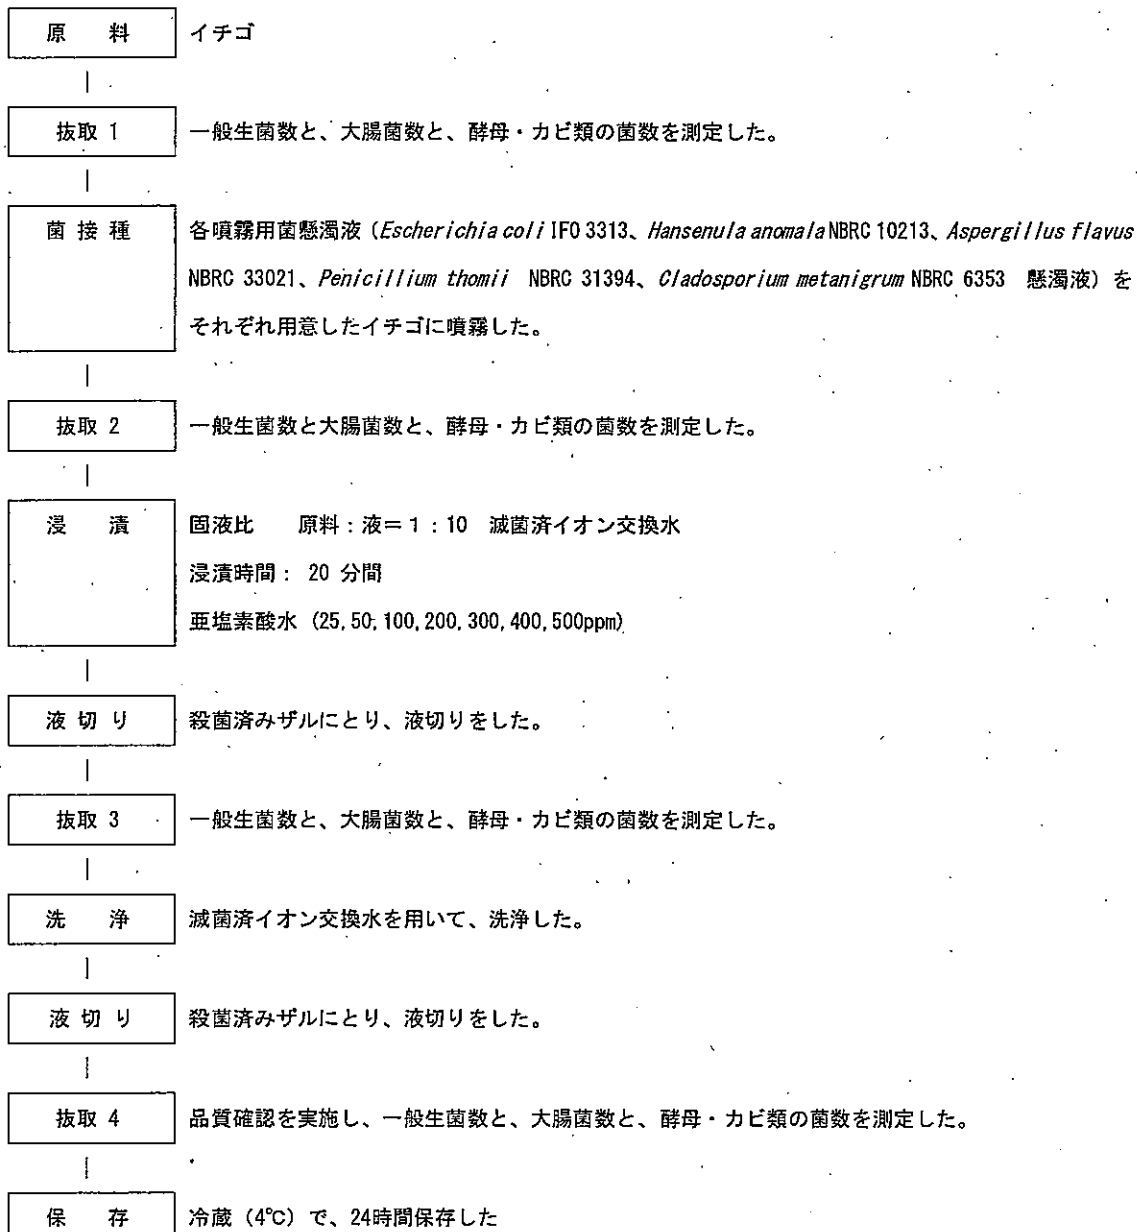 原　料　イチゴ
抜取 1　一般生菌数と、大腸菌数と、酵母・カビ類の菌数を測定した。
菌 接 種　各噴霧用菌懸濁液（Escherichia coli IFO 3313、Hansenula anomala NBRC 10213、Aspergillus flavus
NBRC 33021、Penicillium thomii NBRC 31394、Cladosporium metanigrum NBRC 6353 懸濁液）を
それぞれ用意したイチゴに噴霧した。
抜取 2　一般生菌数と大腸菌数と、酵母・カビ類の菌数を測定した。
浸　漬　固液比　原料：液＝1：10　滅菌済イオン交換水
浸漬時間： 20 分間
亜塩素酸水 (25,50,100,200,300,400,500ppm)
液 切 り　殺菌済みザルにとり、液切りをした。
抜取 3　一般生菌数と、大腸菌数と、酵母・カビ類の菌数を測定した。
洗　浄　滅菌済イオン交換水を用いて、洗浄した。
液 切 り　殺菌済みザルにとり、液切りをした。
抜取 4　品質確認を実施し、一般生菌数と、大腸菌数と、酵母・カビ類の菌数を測定した。
保　存　冷蔵（4℃）で、24時間保存した